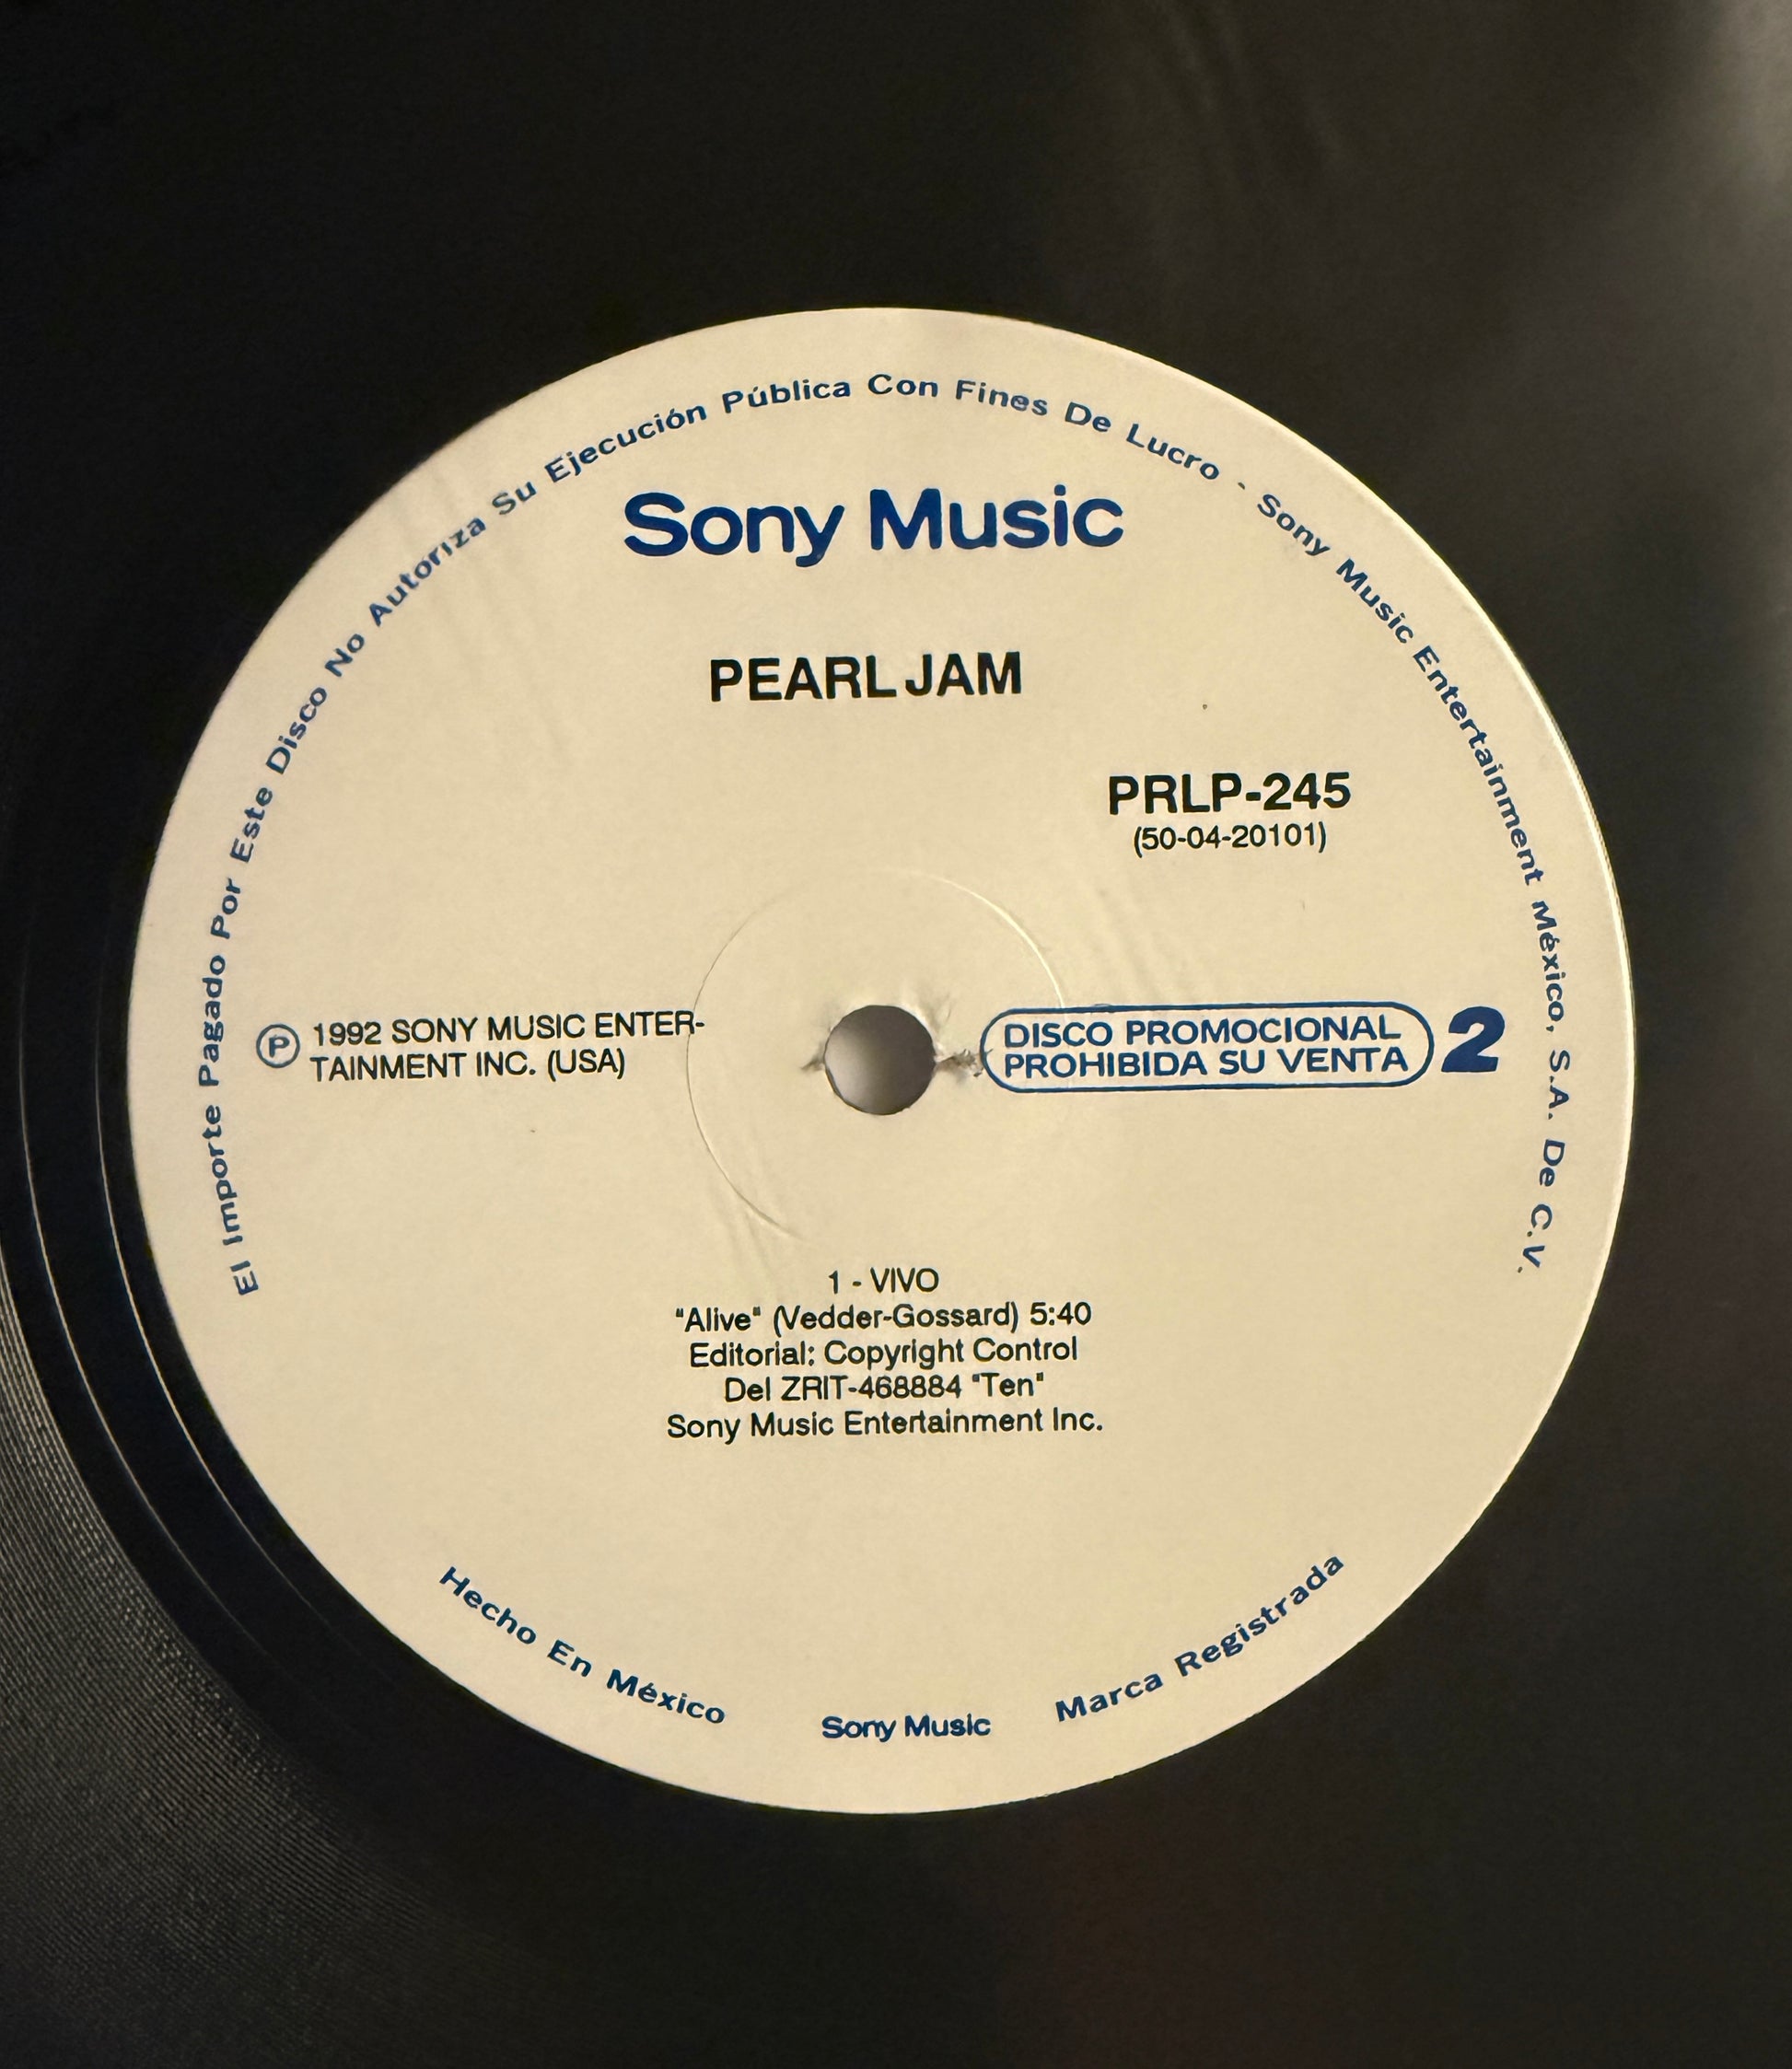 El Importe Pagado Por Este Disco No Autoriza Su Ejecución Pública Con Fines De Lucro - Sony Music Entertainment México, S.A. De C.V.
Sony Music
PEARL JAM
PRLP-245
(50-04-20101)
Ⓟ 1992 SONY MUSIC ENTER-
TAINMENT INC. (USA)
DISCO PROMOCIONAL
PROHIBIDA SU VENTA
2
1 - VIVO
"Alive" (Vedder-Gossard) 5:40
Editorial: Copyright Control
Del ZRIT-468884 "Ten"
Sony Music Entertainment Inc.
Hecho En México
Sony Music
Marca Registrada